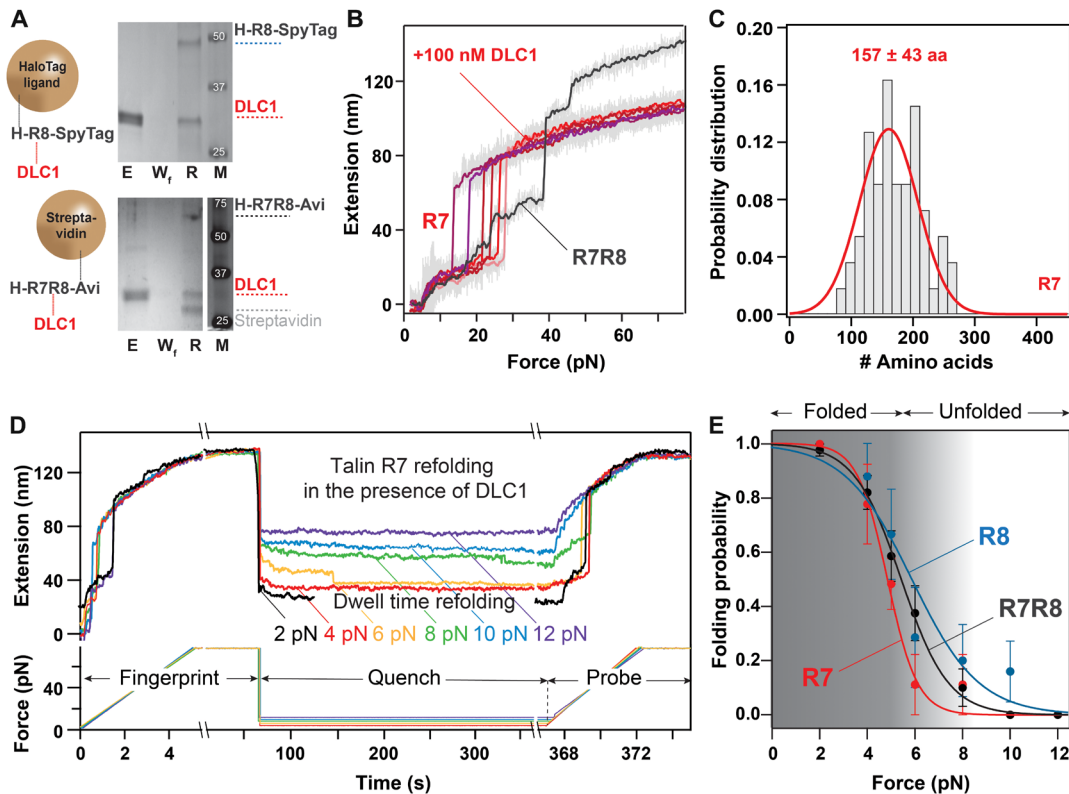 A
HaloTag
ligand
H-R8-SpyTag
DLC1
H-R8-SpyTag
50
DLC1
25
E Wf R M
Strepta-
vidin
H-R7R8-Avi
DLC1
75
H-R7R8-Avi
50
37
DLC1
Streptavidin
25
E Wf R M
B
+100 nM DLC1
R7
R7R8
Extension (nm)
120
80
40
0
0 20 40 60
Force (pN)
C
157 ± 43 aa
R7
Probability distribution
0.20
0.16
0.12
0.08
0.04
0.00
0 100 200 300 400
# Amino acids
D
Talin R7 refolding
in the presence of DLC1
Dwell time refolding
2 pN 4 pN 6 pN 8 pN 10 pN 12 pN
Extension (nm)
120
80
40
0
Fingerprint Quench Probe
Force (pN)
50
0
0 2 4 100 200 300 368 372
Time (s)
E
Folded Unfolded
R8
R7R8
R7
Folding probability
1.0
0.8
0.6
0.4
0.2
0.0
0 2 4 6 8 10 12
Force (pN)